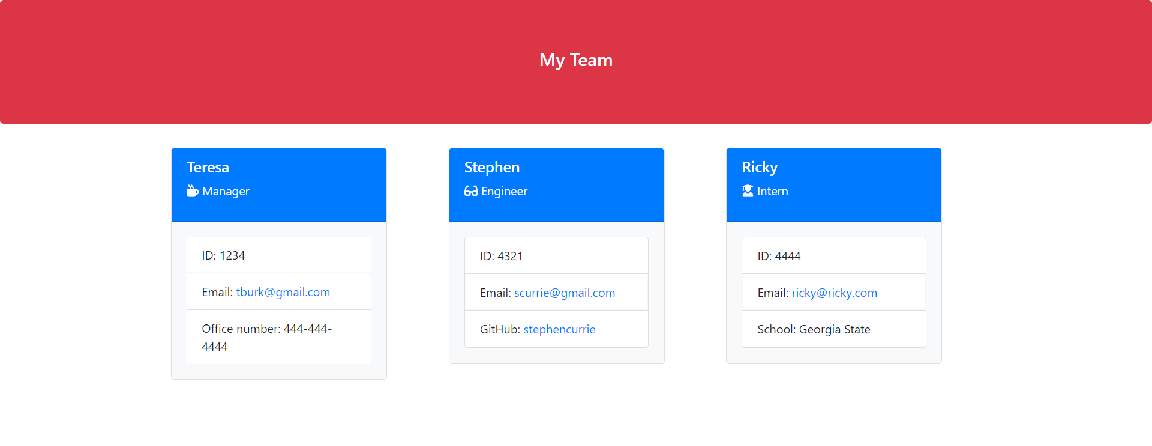 My Team
Teresa
Manager
ID: 1234
Email: tburk@gmail.com
Office number: 444-444-
4444
Stephen
Engineer
ID: 4321
Email: scurrie@gmail.com
GitHub: stephencurrie
Ricky
Intern
ID: 4444
Email: ricky@ricky.com
School: Georgia State